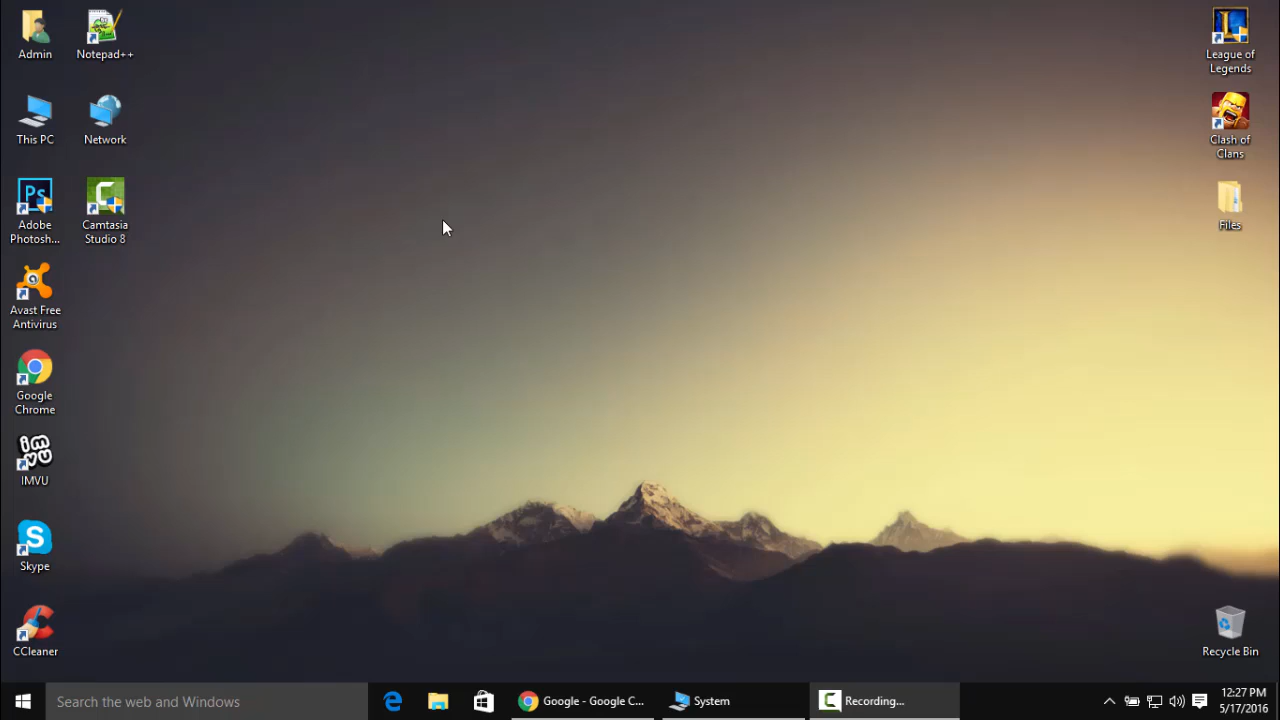 Admin
Notepad++
This PC
Network
Ps
Adobe
Photosh...
Camtasia
Studio 8
Avast Free
Antivirus
Google
Chrome
IMVU
S
Skype
CCleaner
L
League of
Legends
Clash of
Clans
Files
Recycle Bin
Search the web and Windows
Google - Google C...
System
Recording...
12:27 PM
5/17/2016